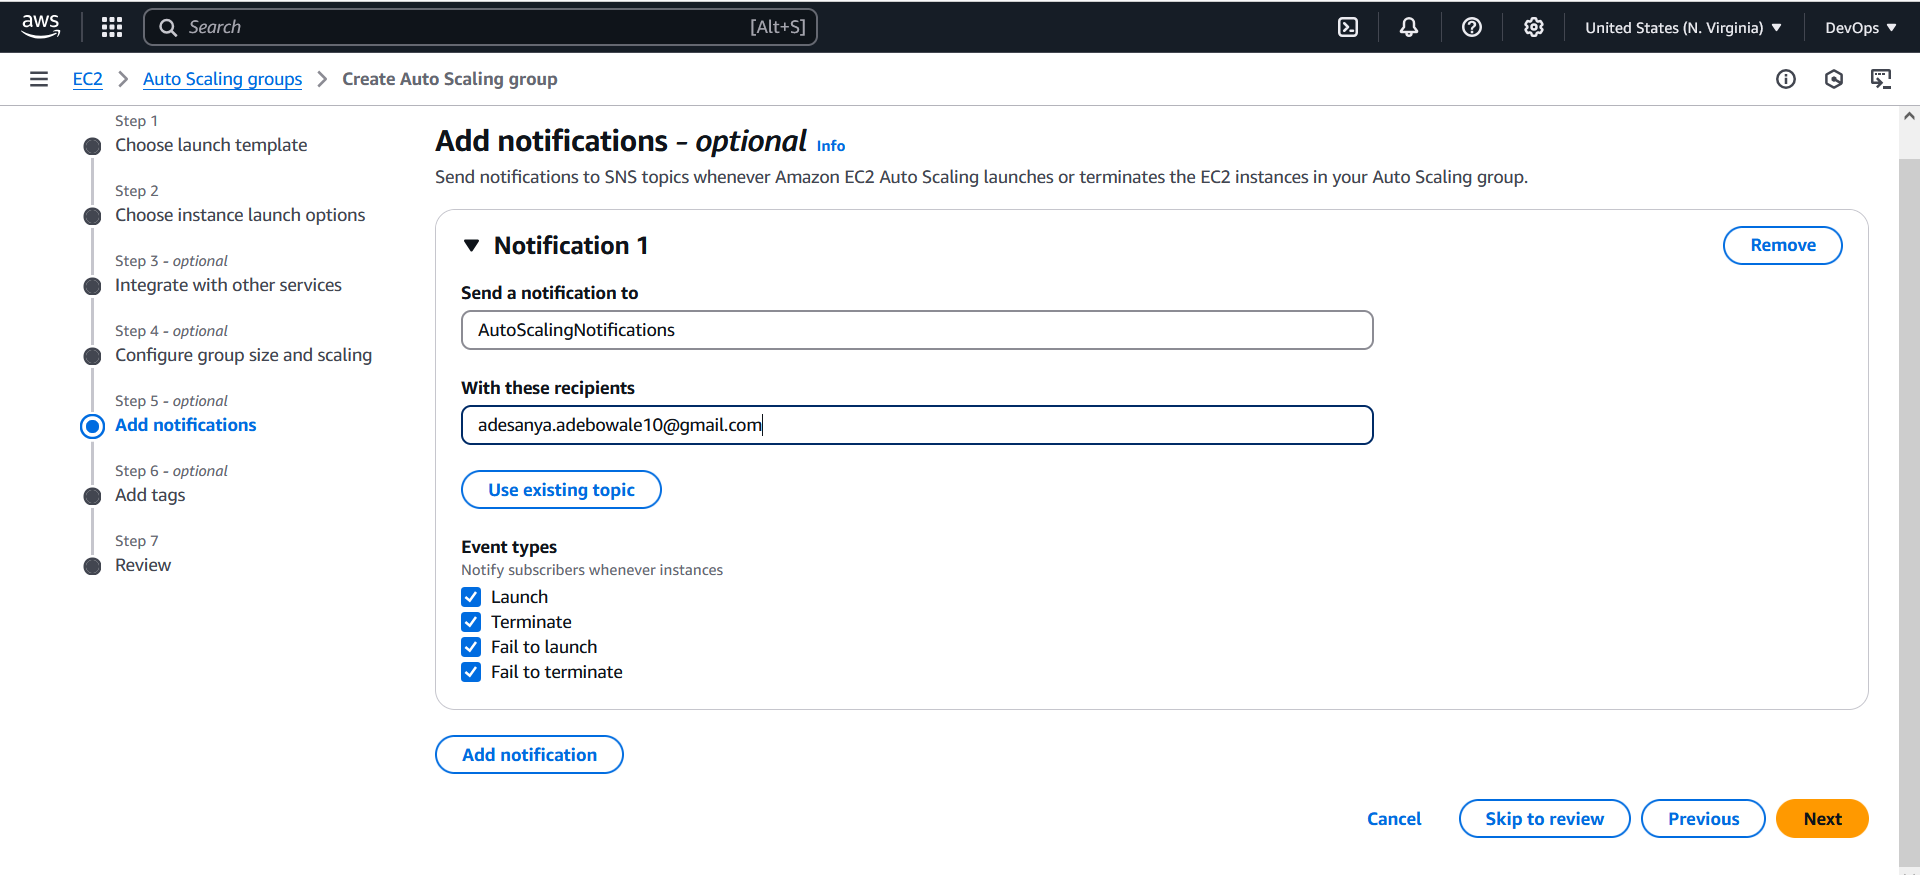 aws
Search
[Alt+S]
United States (N. Virginia)
DevOps
EC2
Auto Scaling groups
Create Auto Scaling group
Step 1
Choose launch template
Step 2
Choose instance launch options
Step 3 - optional
Integrate with other services
Step 4 - optional
Configure group size and scaling
Step 5 - optional
Add notifications
Step 6 - optional
Add tags
Step 7
Review
Add notifications - optional Info
Send notifications to SNS topics whenever Amazon EC2 Auto Scaling launches or terminates the EC2 instances in your Auto Scaling group.
Notification 1
Remove
Send a notification to
AutoScalingNotifications
With these recipients
adesanya.adebowale10@gmail.com
Use existing topic
Event types
Notify subscribers whenever instances
Launch
Terminate
Fail to launch
Fail to terminate
Add notification
Cancel
Skip to review
Previous
Next